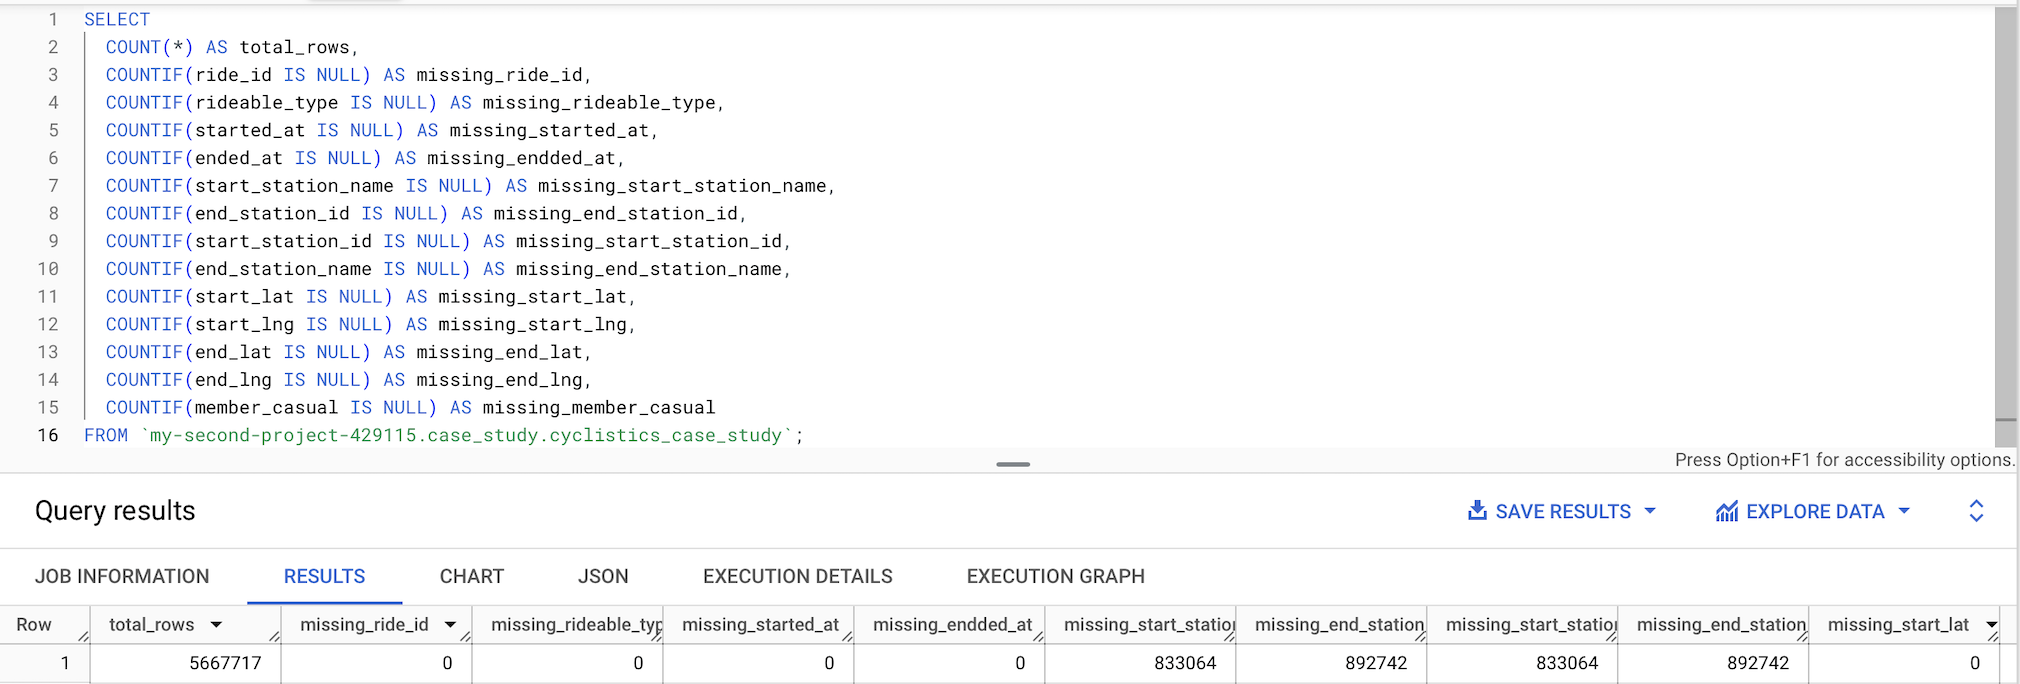 1 SELECT
2 COUNT(*) AS total_rows,
3 COUNTIF(ride_id IS NULL) AS missing_ride_id,
4 COUNTIF(rideable_type IS NULL) AS missing_rideable_type,
5 COUNTIF(started_at IS NULL) AS missing_started_at,
6 COUNTIF(ended_at IS NULL) AS missing_endded_at,
7 COUNTIF(start_station_name IS NULL) AS missing_start_station_name,
8 COUNTIF(end_station_id IS NULL) AS missing_end_station_id,
9 COUNTIF(start_station_id IS NULL) AS missing_start_station_id,
10 COUNTIF(end_station_name IS NULL) AS missing_end_station_name,
11 COUNTIF(start_lat IS NULL) AS missing_start_lat,
12 COUNTIF(start_lng IS NULL) AS missing_start_lng,
13 COUNTIF(end_lat IS NULL) AS missing_end_lat,
14 COUNTIF(end_lng IS NULL) AS missing_end_lng,
15 COUNTIF(member_casual IS NULL) AS missing_member_casual
16 FROM `my-second-project-429115.case_study.cyclistics_case_study`;
Press Option+F1 for accessibility options.
Query results SAVE RESULTS EXPLORE DATA
JOB INFORMATION RESULTS CHART JSON EXECUTION DETAILS EXECUTION GRAPH
Row total_rows missing_ride_id missing_rideable_typ missing_started_at missing_endded_at missing_start_statio missing_end_station missing_start_statio missing_end_station missing_start_lat
1 5667717 0 0 0 0 833064 892742 833064 892742 0